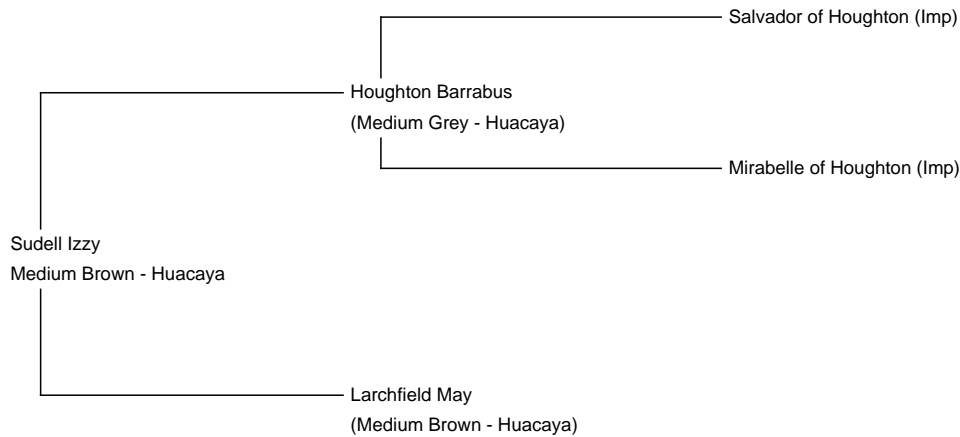 Salvador of Houghton (Imp)
Houghton Barrabus
(Medium Grey - Huacaya)
Mirabelle of Houghton (Imp)
Sudell Izzy
Medium Brown - Huacaya
Larchfield May
(Medium Brown - Huacaya)